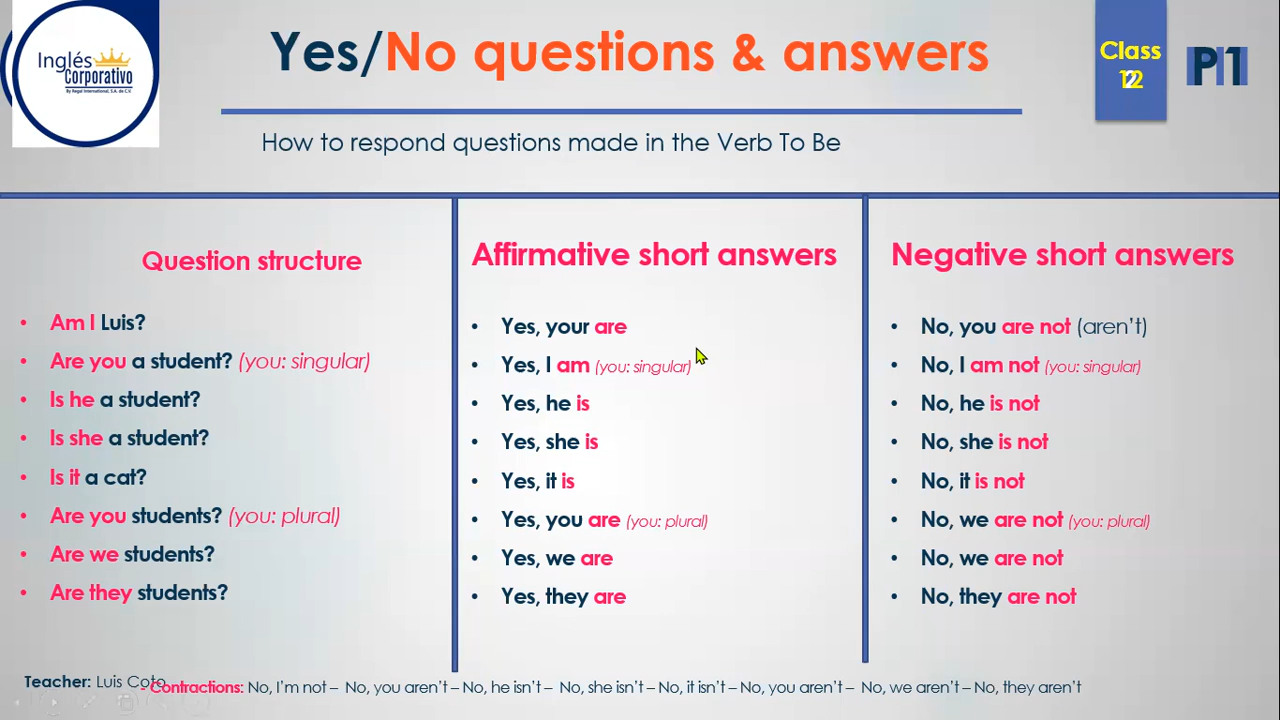 Inglés
Corporativo
By Regal International, S.A. de C.V.
Yes/No questions & answers
Class
P1
How to respond questions made in the Verb To Be
Question structure
• Am I Luis?
• Are you a student? (you: singular)
• Is he a student?
• Is she a student?
• Is it a cat?
• Are you students? (you: plural)
• Are we students?
• Are they students?
Affirmative short answers
• Yes, your are
• Yes, I am (you: singular)
• Yes, he is
• Yes, she is
• Yes, it is
• Yes, you are (you: plural)
• Yes, we are
• Yes, they are
Negative short answers
• No, you are not (aren't)
• No, I am not (you: singular)
• No, he is not
• No, she is not
• No, it is not
• No, we are not (you: plural)
• No, we are not
• No, they are not
Teacher: Luis Coto
- Contractions: No, I'm not – No, you aren't – No, he isn't – No, she isn't – No, it isn't – No, you aren't – No, we aren't – No, they aren't